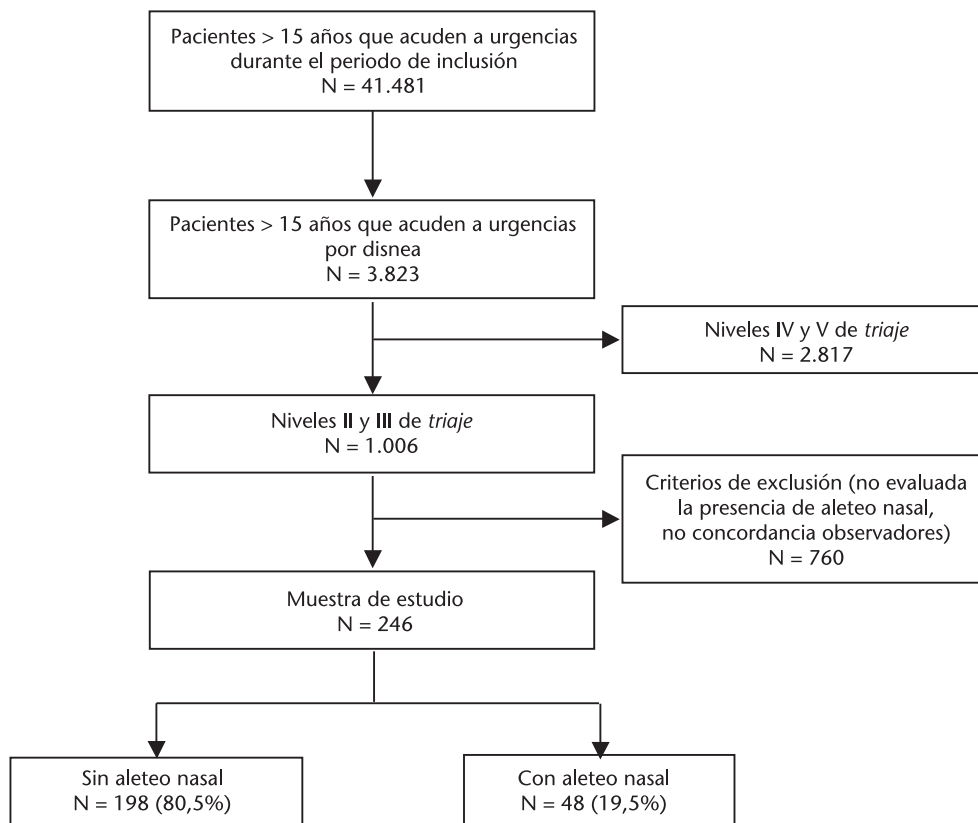 Pacientes > 15 años que acuden a urgencias
durante el periodo de inclusión
N = 41.481
Pacientes > 15 años que acuden a urgencias
por disnea
N = 3.823
Niveles IV y V de triaje
N = 2.817
Niveles II y III de triaje
N = 1.006
Criterios de exclusión (no evaluada
la presencia de aleteo nasal,
no concordancia observadores)
N = 760
Muestra de estudio
N = 246
Sin aleteo nasal
N = 198 (80,5%)
Con aleteo nasal
N = 48 (19,5%)